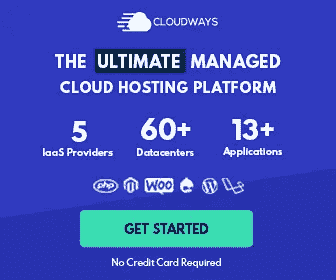 CLOUDWAYS
THE ULTIMATE MANAGED
CLOUD HOSTING PLATFORM
5 60+ 13+
IaaS Providers Datacenters Applications
php WOO
GET STARTED
No Credit Card Required